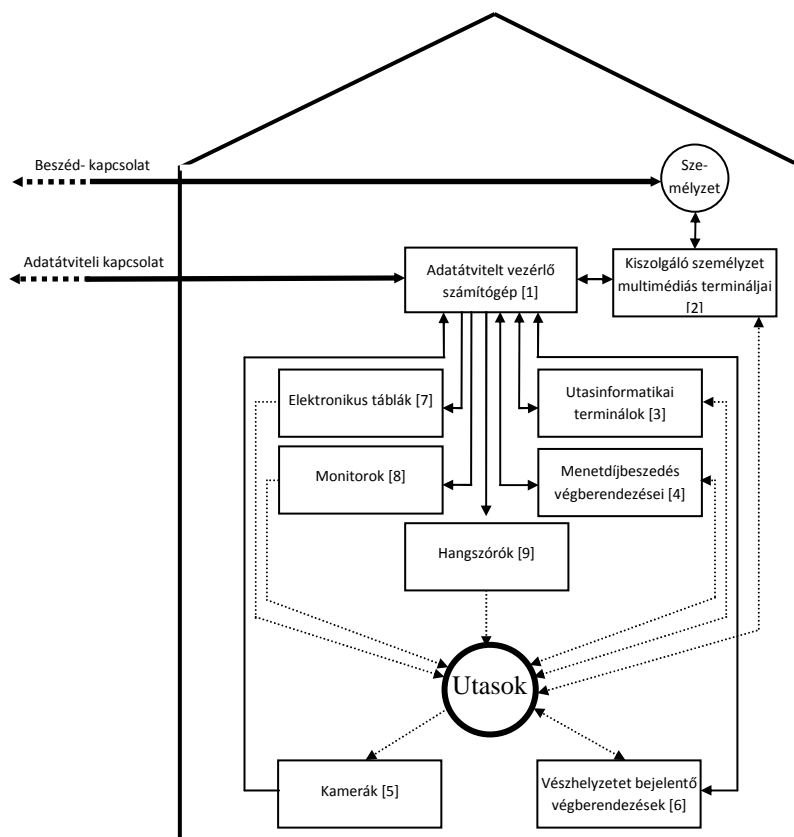 Beszéd- kapcsolat
Sze-
mélyzet
Adatátviteli kapcsolat
Adatátvitelt vezérlő
számítógép [1]
Kiszolgáló személyzet
multimédiás termináljai
[2]
Elektronikus táblák [7]
Utasinformatikai
terminálok [3]
Monitorok [8]
Menetdíjbeszedés
végberendezései [4]
Hangszórók [9]
Utasok
Kamerák [5]
Vészhelyzetet bejelentő
végberendezések [6]